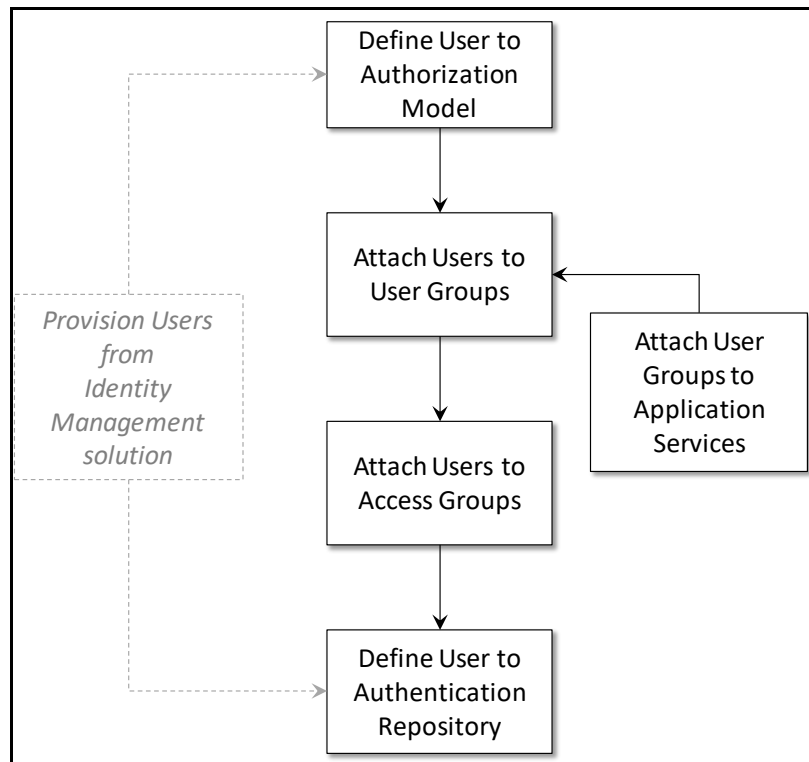 Define User to
Authorization
Model
Attach Users to
User Groups
Provision Users
from
Identity
Management
solution
Attach User
Groups to
Application
Services
Attach Users to
Access Groups
Define User to
Authentication
Repository